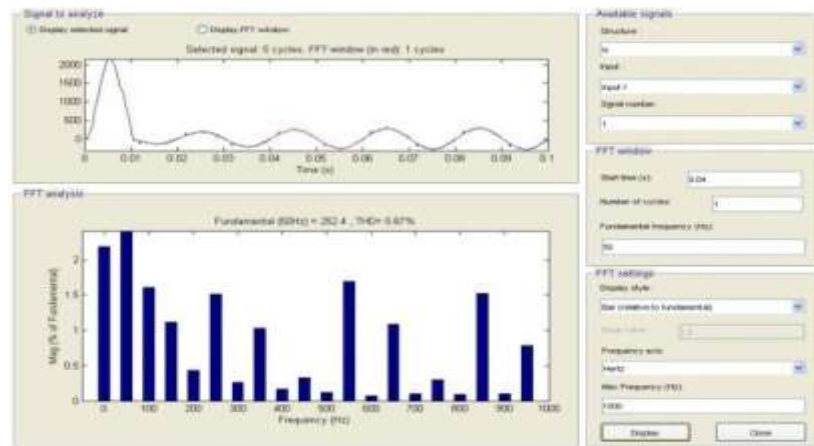 Signal to analyze
Display selected signal
Display FFT window
Selected signal: 5 cycles. FFT window (in red): 1 cycles
2000
1500
1000
500
0
0 0.01 0.02 0.03 0.04 0.05 0.06 0.07 0.08 0.09 0.1
Time (s)
FFT analysis
Fundamental (50Hz) = 252.4 , THD=
Mag (% of Fundamental)
2
1.5
1
0.5
0
0 100 200 300 400 500 600 700 800 900 1000
Frequency (Hz)
Available signals
Structure
Input
Signal number
1
FFT window
Start time (s):
0.04
Number of cycles:
1
Fundamental frequency (Hz):
50
FFT settings
Display style:
Bar (relative to fundamental)
Frequency axis:
Hertz
Max Frequency (Hz):
1000
Display
Close